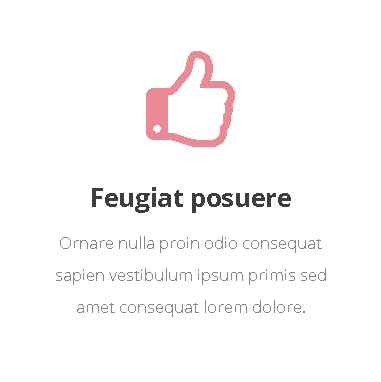 Feugiat posuere
Ornare nulla proin odio consequat
sapien vestibulum ipsum primis sed
amet consequat lorem dolore.